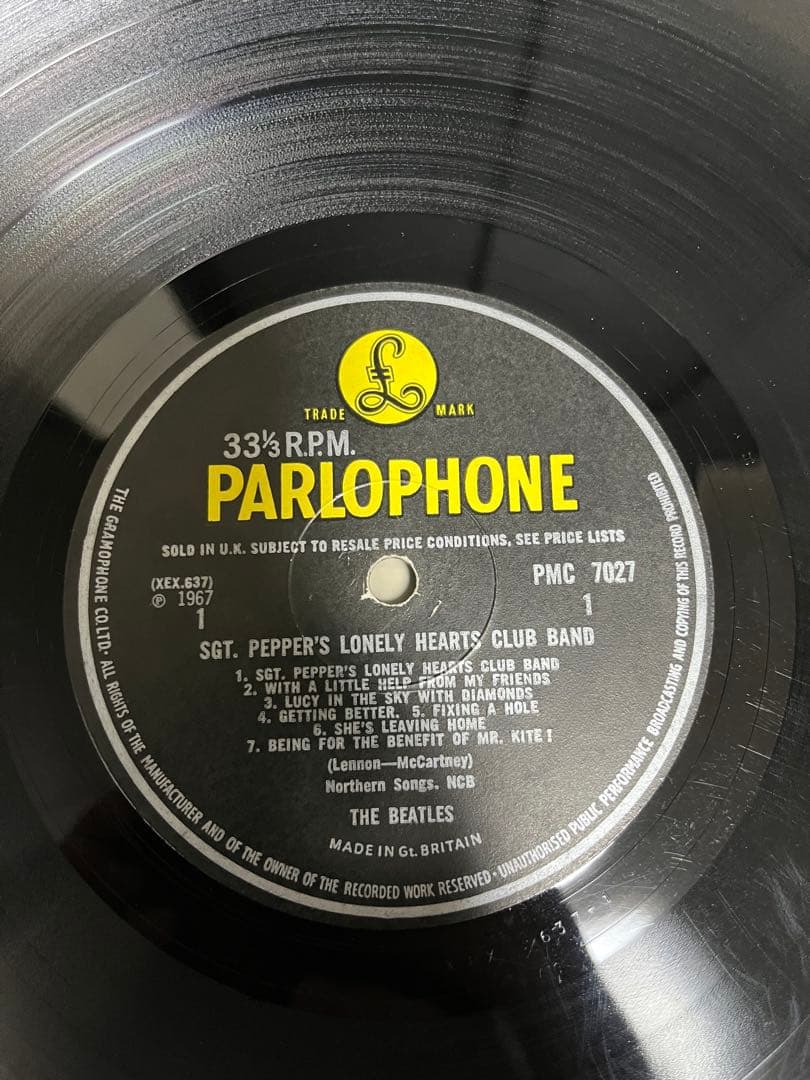 £
TRADE MARK
33⅓ R.P.M.
PARLOPHONE
SOLD IN U.K. SUBJECT TO RESALE PRICE CONDITIONS, SEE PRICE LISTS
(XEX.637)
℗ 1967
1
PMC 7027
1
SGT. PEPPER'S LONELY HEARTS CLUB BAND
1. SGT. PEPPER'S LONELY HEARTS CLUB BAND
2. WITH A LITTLE HELP FROM MY FRIENDS
3. LUCY IN THE SKY WITH DIAMONDS
4. GETTING BETTER. 5. FIXING A HOLE
6. SHE'S LEAVING HOME
7. BEING FOR THE BENEFIT OF MR. KITE!
(Lennon—McCartney)
Northern Songs. NCB
THE BEATLES
MADE IN Gt. BRITAIN
THE GRAMOPHONE CO. LTD. · ALL RIGHTS OF THE MANUFACTURER AND OF THE OWNER OF THE RECORDED WORK RESERVED · UNAUTHORISED PUBLIC PERFORMANCE BROADCASTING AND COPYING OF THIS RECORD PROHIBITED